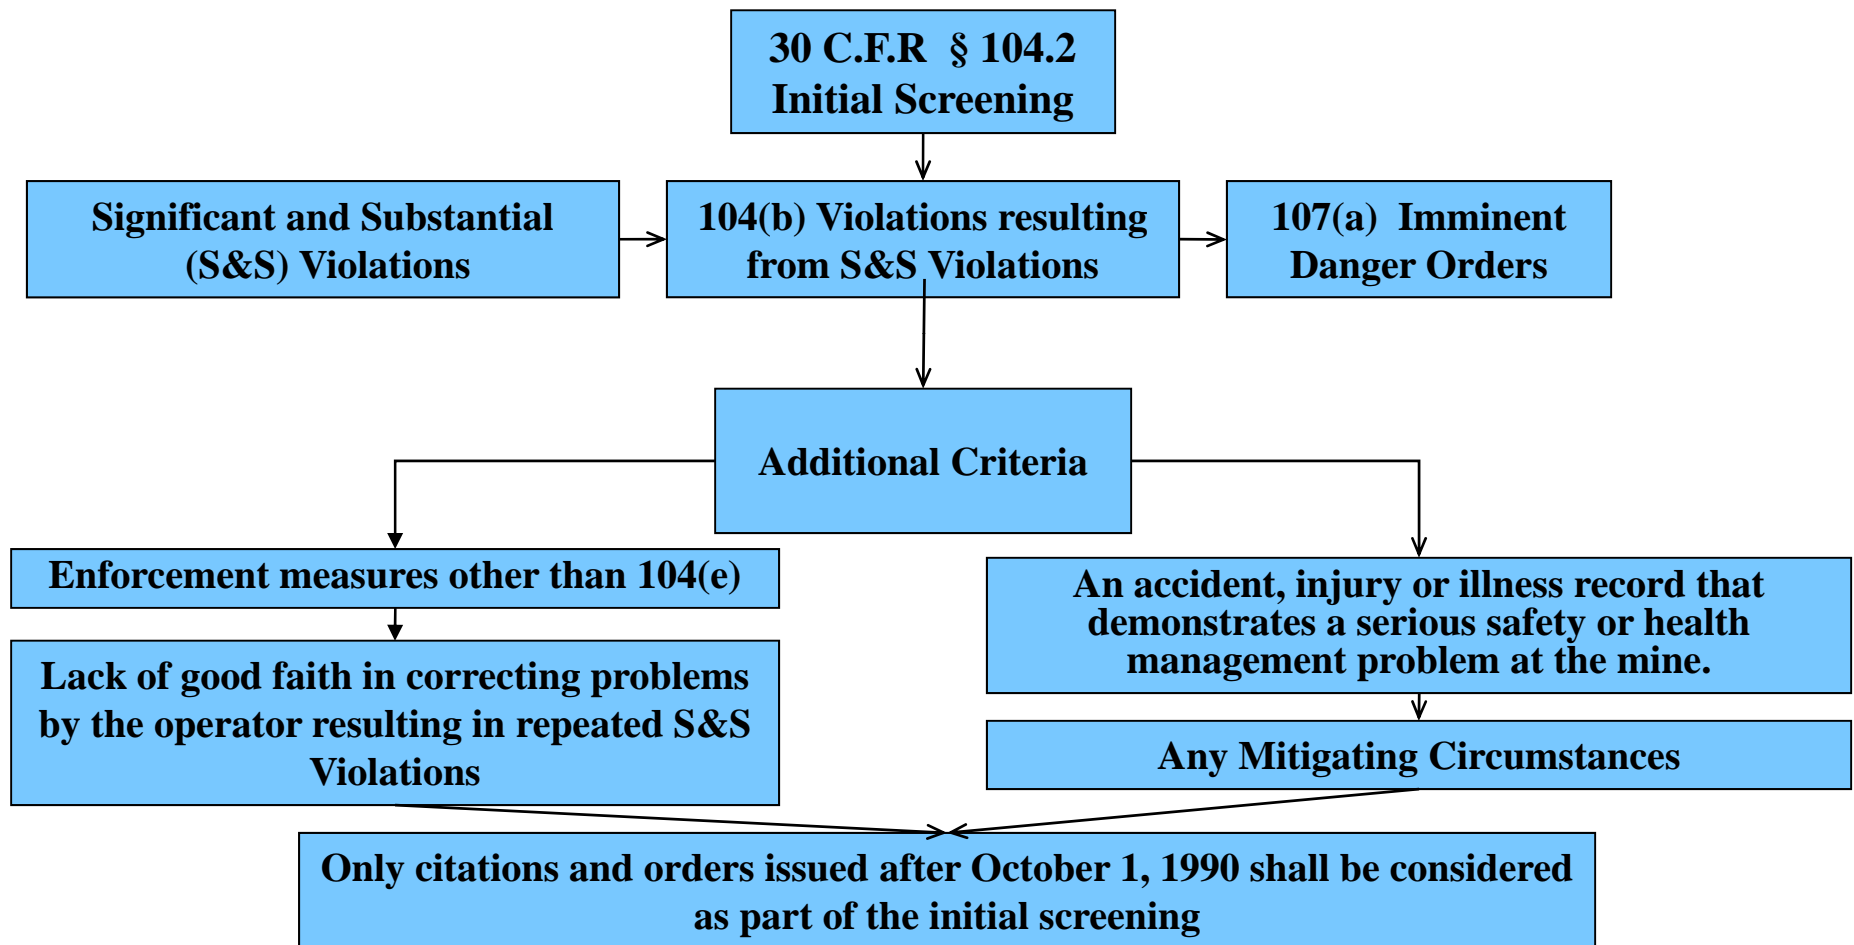 30 C.F.R § 104.2
Initial Screening
Significant and Substantial
(S&S) Violations
104(b) Violations resulting
from S&S Violations
107(a) Imminent
Danger Orders
Additional Criteria
Enforcement measures other than 104(e)
Lack of good faith in correcting problems
by the operator resulting in repeated S&S
Violations
An accident, injury or illness record that
demonstrates a serious safety or health
management problem at the mine.
Any Mitigating Circumstances
Only citations and orders issued after October 1, 1990 shall be considered
as part of the initial screening